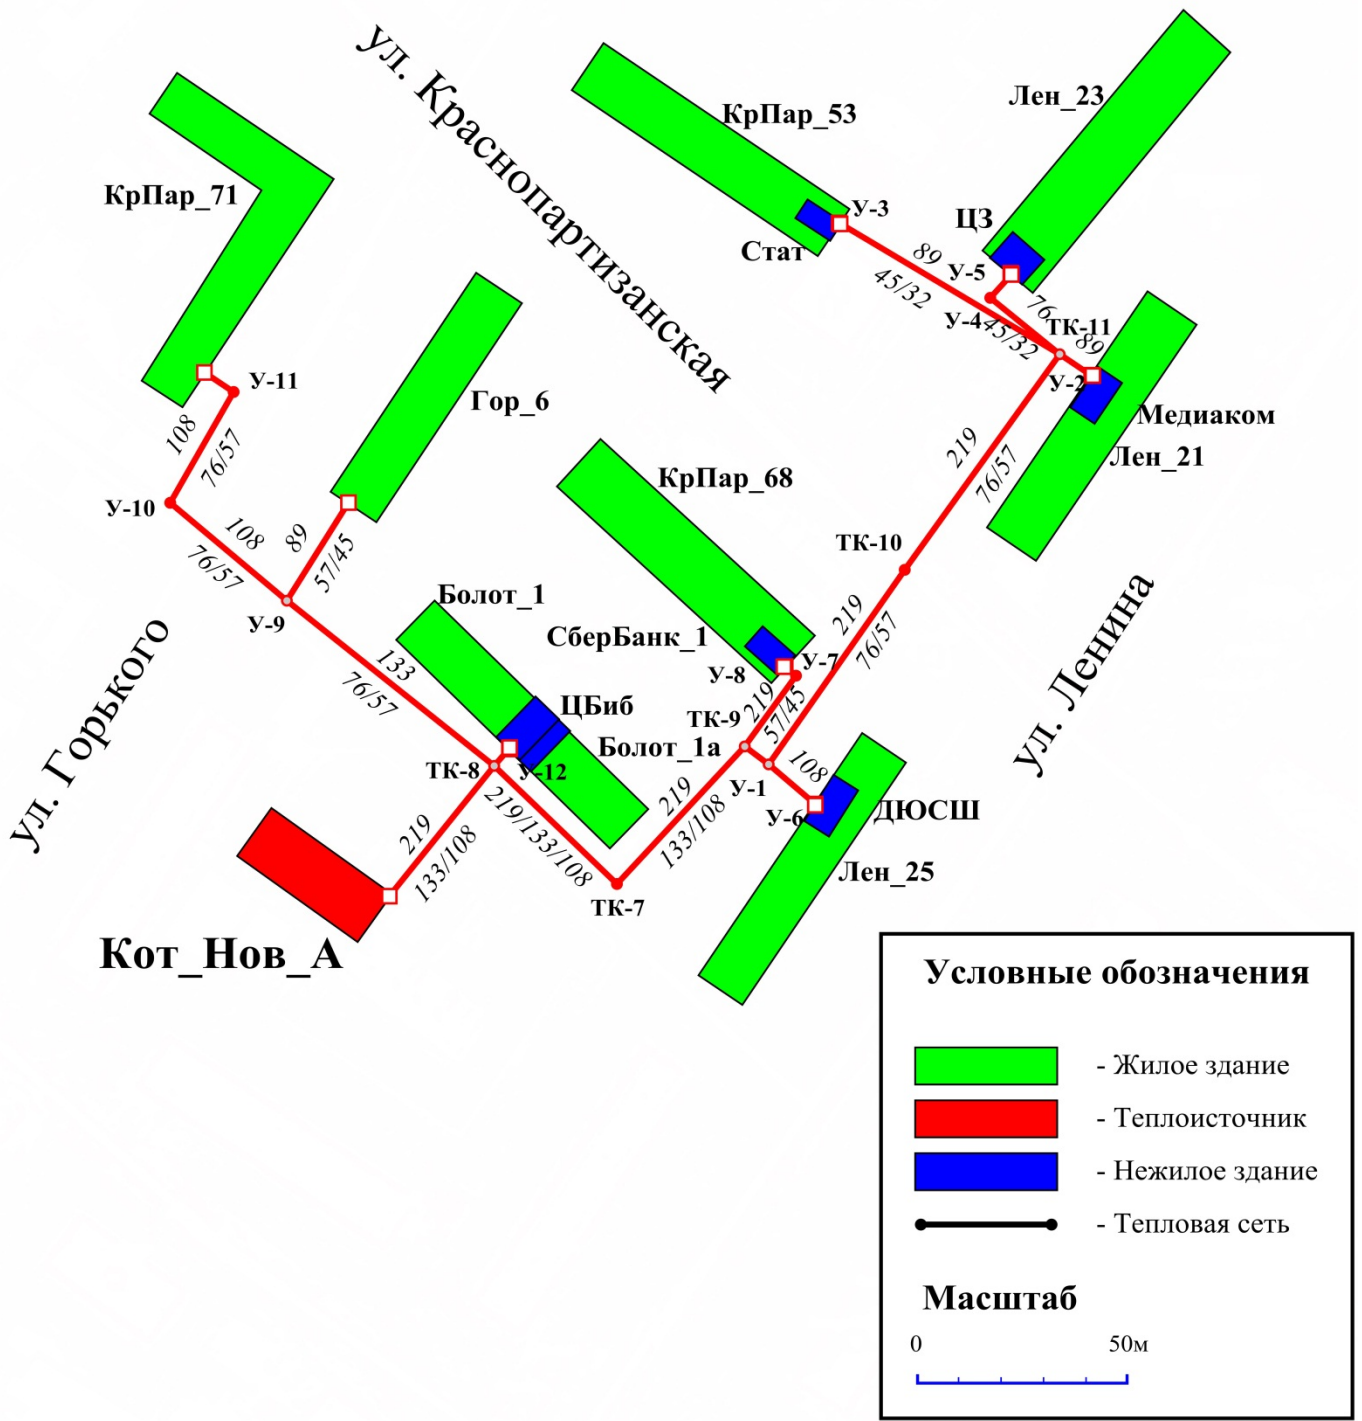 ул. Краснопартизанская
КрПар_53
Лен_23
КрПар_71
У-3
ЦЗ
Стат
89
45/32
У-5
76
У-4
45/32
ТК-11
89
У-2
Медиаком
Лен_21
У-11
Гор_6
108
76/57
219
76/57
КрПар_68
У-10
108
76/57
89
57/45
ТК-10
У-9
Болот_1
СберБанк_1
219
76/57
ул. Ленина
ул. Горького
133
76/57
У-8
У-7
219
57/45
ЦБиб
ТК-9
Болот_1а
ТК-8
У-12
108
У-1
219/133/108
219
133/108
У-6
ДЮСШ
219
133/108
Лен_25
ТК-7
Кот_Нов_А
Условные обозначения
- Жилое здание
- Теплоисточник
- Нежилое здание
- Тепловая сеть
Масштаб
0 50м